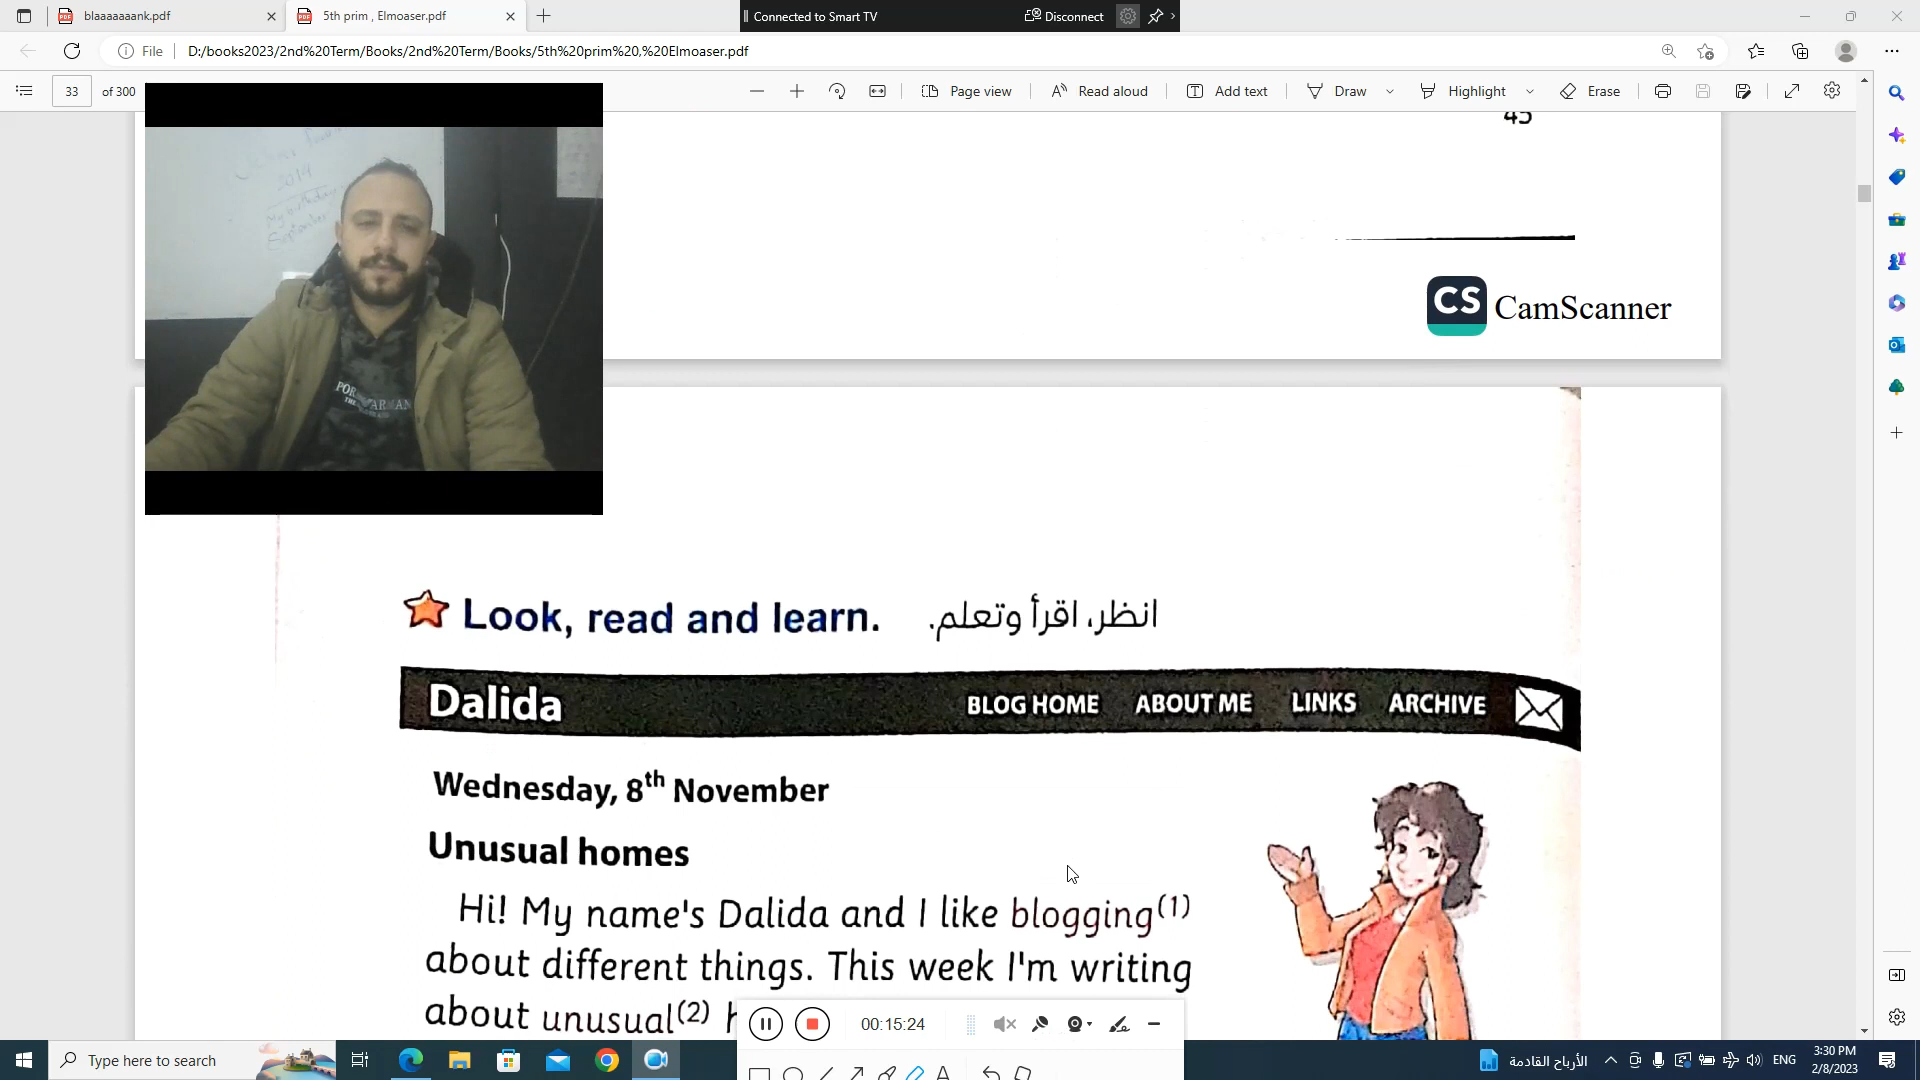 blaaaaaaank.pdf
5th prim , Elmoaser.pdf
Connected to Smart TV
Disconnect
File
D:/books2023/2nd%20Term/Books/2nd%20Term/Books/5th%20prim%20,%20Elmoaser.pdf
33
of 300
Page view
Read aloud
Add text
Draw
Highlight
Erase
45
2014
September
CS CamScanner
Look, read and learn. انظر، اقرأ وتعلم.
Dalida
BLOG HOME
ABOUT ME
LINKS
ARCHIVE
Wednesday, 8th November
Unusual homes
Hi! My name's Dalida and I like blogging(1)
about different things. This week I'm writing
about unusual(2)
00:15:24
Type here to search
الأرباح القادمة
ENG
3:30 PM
2/8/2023